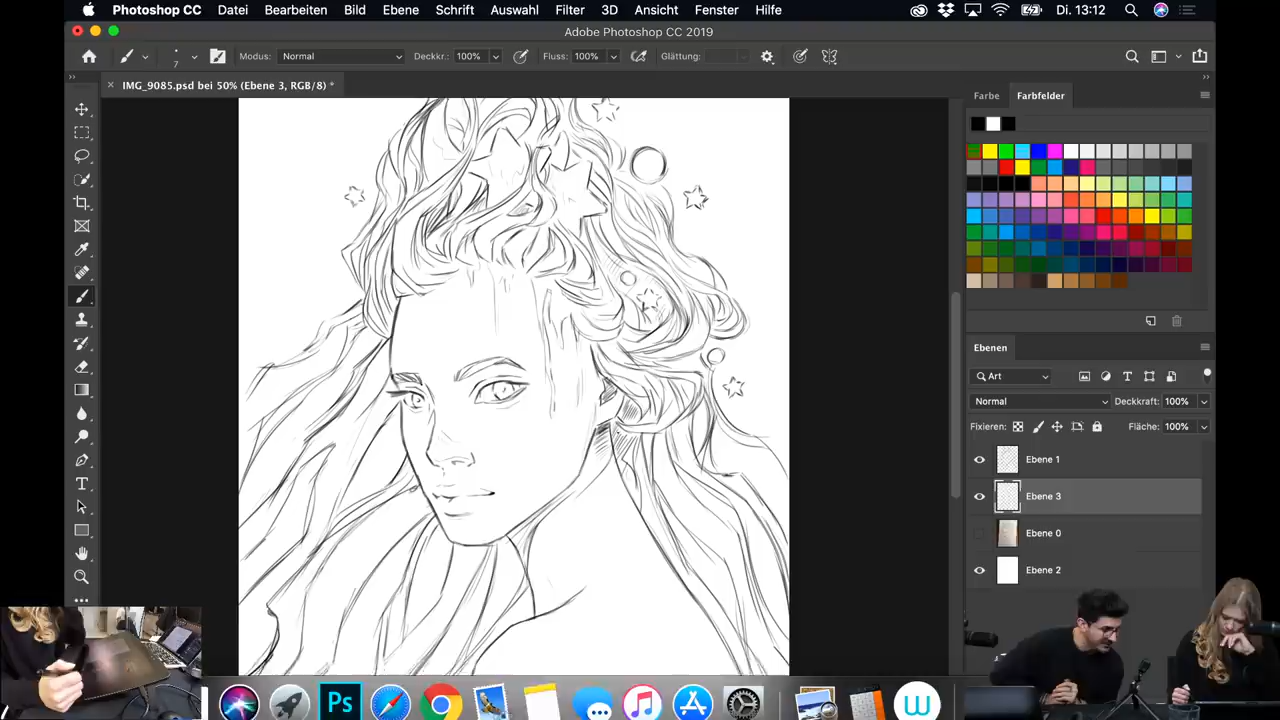 Photoshop CC Datei Bearbeiten Bild Ebene Schrift Auswahl Filter 3D Ansicht Fenster Hilfe Di. 13:12
Adobe Photoshop CC 2019
7 Modus: Normal Deckkr.: 100% Fluss: 100% Glättung:
IMG_9085.psd bei 50% (Ebene 3, RGB/8) *
Farbe Farbfelder
Ebenen
Art
Normal Deckkraft: 100%
Fixieren: Fläche: 100%
Ebene 1
Ebene 3
Ebene 0
Ebene 2
Ps